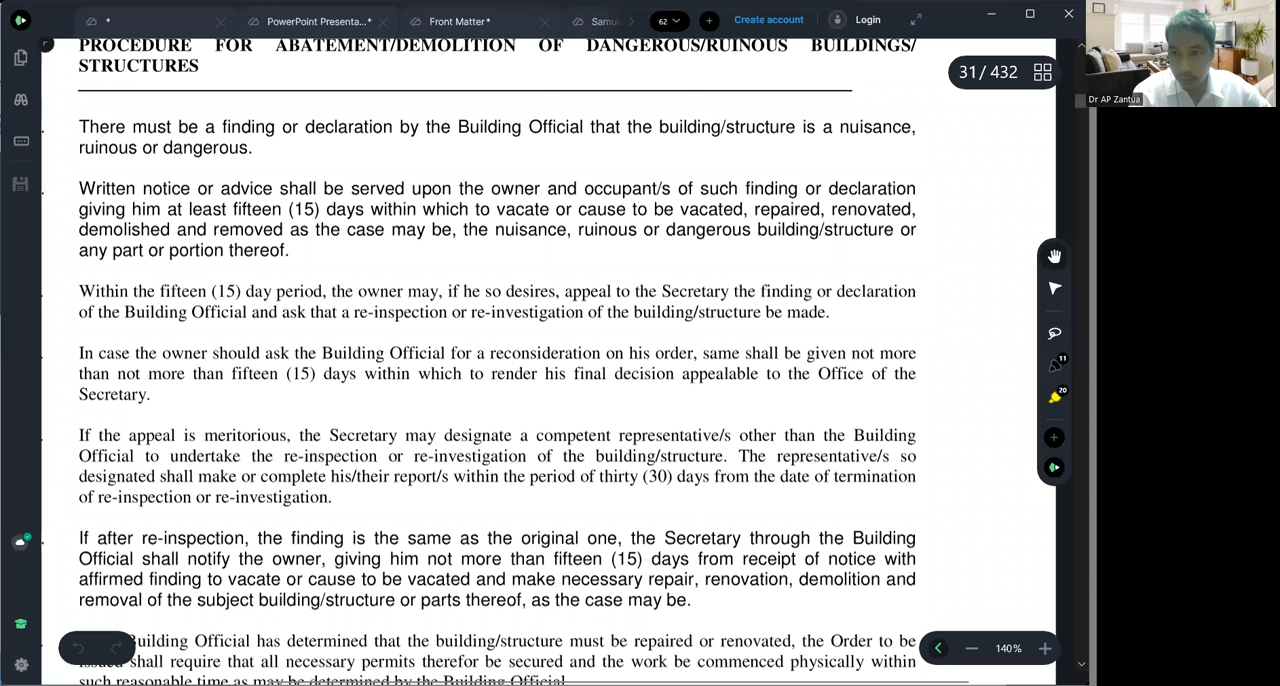 *
PowerPoint Presenta...*
Front Matter*
Samur
62
Create account
Login
31 / 432
Dr AP Zantua
PROCEDURE FOR ABATEMENT/DEMOLITION OF DANGEROUS/RUINOUS BUILDINGS/
STRUCTURES
There must be a finding or declaration by the Building Official that the building/structure is a nuisance,
ruinous or dangerous.
Written notice or advice shall be served upon the owner and occupant/s of such finding or declaration
giving him at least fifteen (15) days within which to vacate or cause to be vacated, repaired, renovated,
demolished and removed as the case may be, the nuisance, ruinous or dangerous building/structure or
any part or portion thereof.
Within the fifteen (15) day period, the owner may, if he so desires, appeal to the Secretary the finding or declaration
of the Building Official and ask that a re-inspection or re-investigation of the building/structure be made.
In case the owner should ask the Building Official for a reconsideration on his order, same shall be given not more
than not more than fifteen (15) days within which to render his final decision appealable to the Office of the
Secretary.
If the appeal is meritorious, the Secretary may designate a competent representative/s other than the Building
Official to undertake the re-inspection or re-investigation of the building/structure. The representative/s so
designated shall make or complete his/their report/s within the period of thirty (30) days from the date of termination
of re-inspection or re-investigation.
If after re-inspection, the finding is the same as the original one, the Secretary through the Building
Official shall notify the owner, giving him not more than fifteen (15) days from receipt of notice with
affirmed finding to vacate or cause to be vacated and make necessary repair, renovation, demolition and
removal of the subject building/structure or parts thereof, as the case may be.
Building Official has determined that the building/structure must be repaired or renovated, the Order to be
shall require that all necessary permits therefor be secured and the work be commenced physically within
such reasonable time as may be determined by the Building Official.
11
20
140%